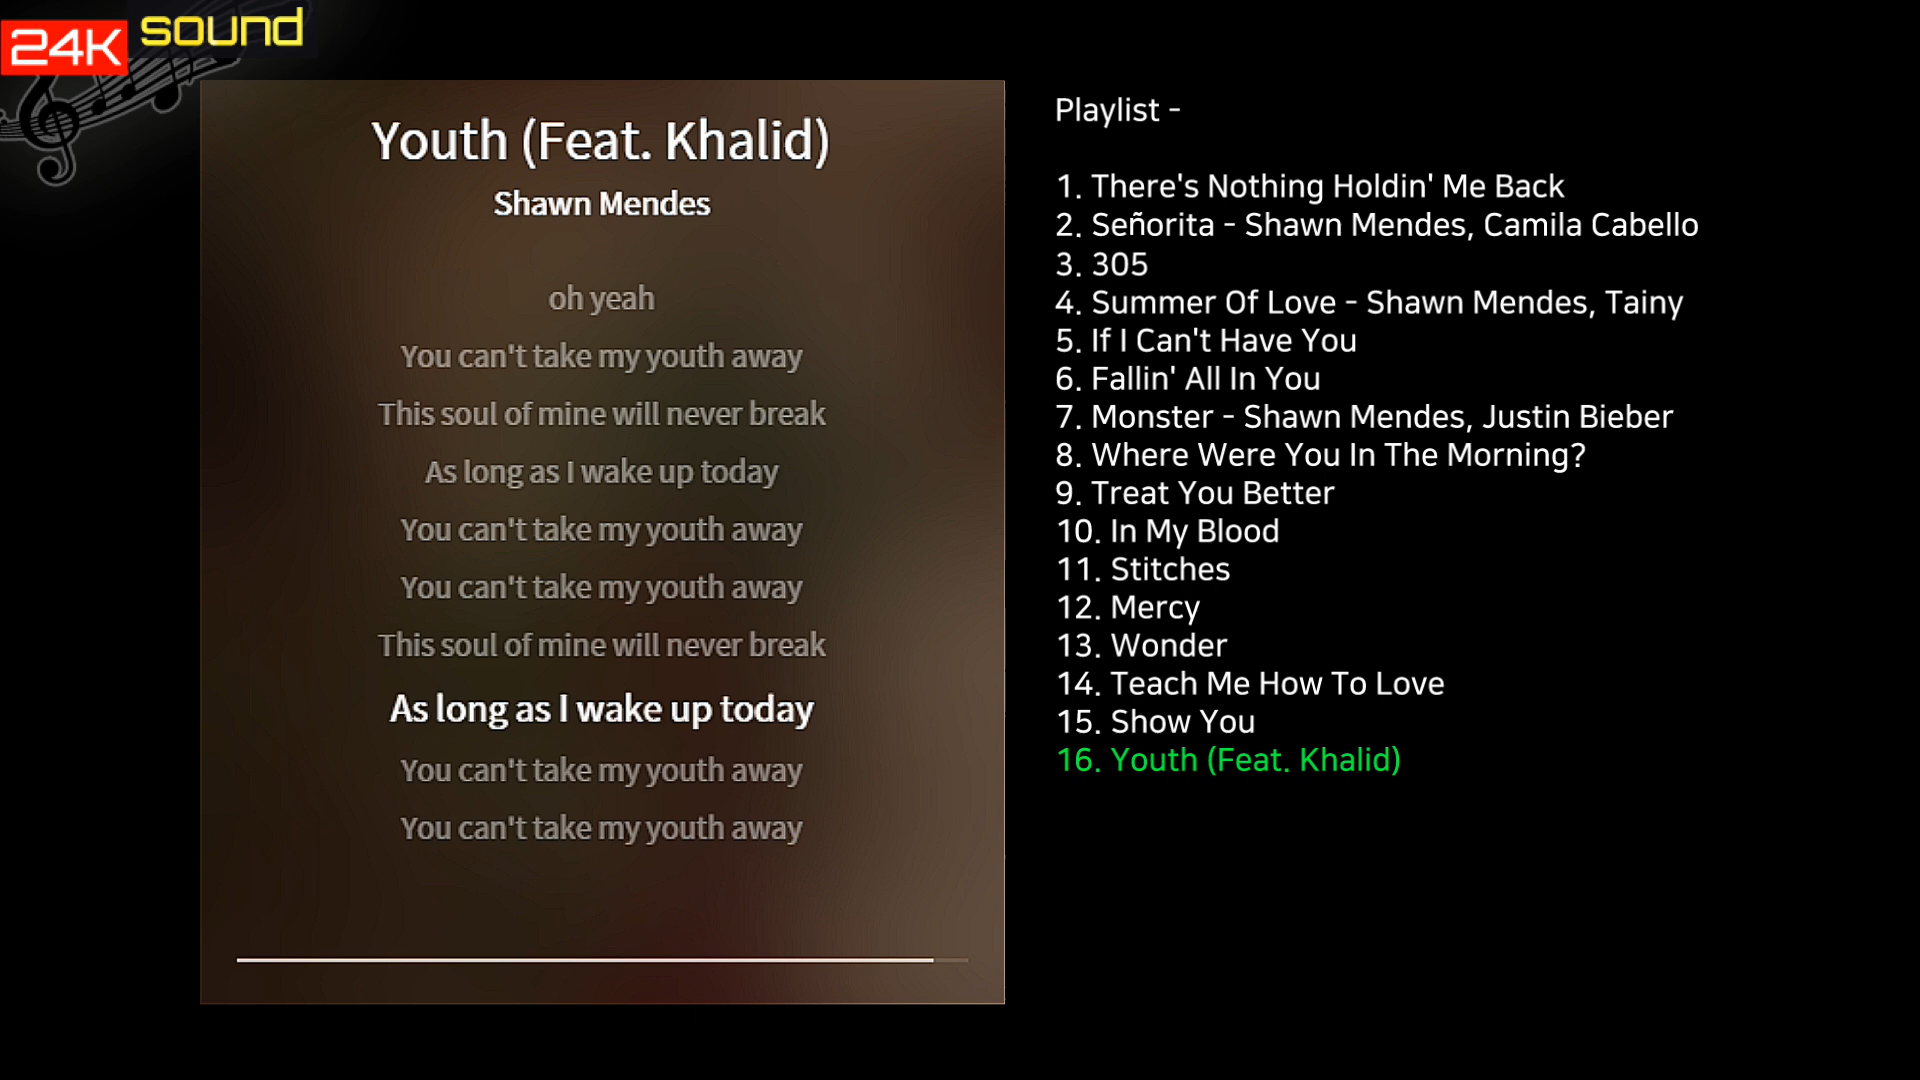 24K sound
Youth (Feat. Khalid)
Shawn Mendes
oh yeah
You can't take my youth away
This soul of mine will never break
As long as I wake up today
You can't take my youth away
You can't take my youth away
This soul of mine will never break
As long as I wake up today
You can't take my youth away
You can't take my youth away
Playlist -
1. There's Nothing Holdin' Me Back
2. Señorita - Shawn Mendes, Camila Cabello
3. 305
4. Summer Of Love - Shawn Mendes, Tainy
5. If I Can't Have You
6. Fallin' All In You
7. Monster - Shawn Mendes, Justin Bieber
8. Where Were You In The Morning?
9. Treat You Better
10. In My Blood
11. Stitches
12. Mercy
13. Wonder
14. Teach Me How To Love
15. Show You
16. Youth (Feat. Khalid)